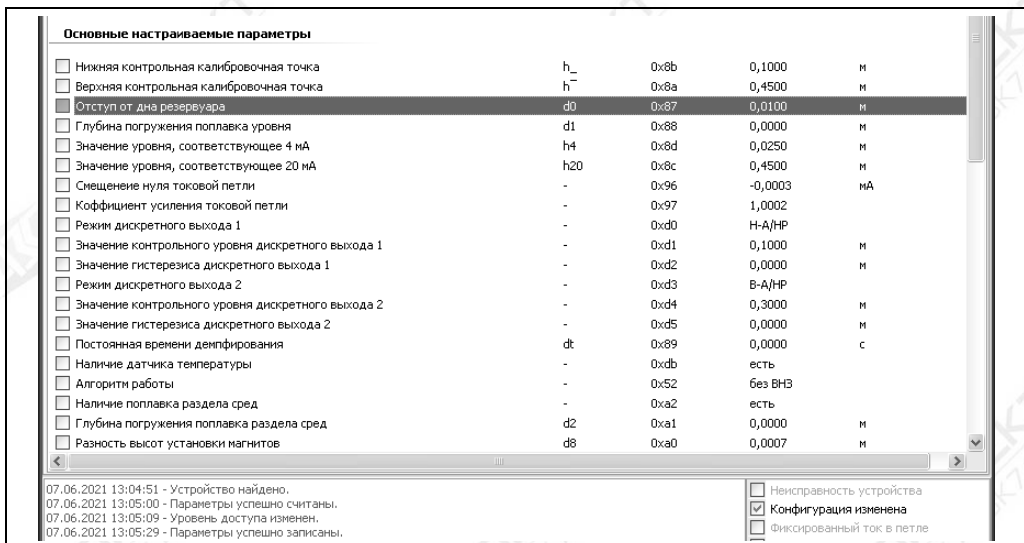 Основные настраиваемые параметры
Нижняя контрольная калибровочная точка h_ 0x8b 0,1000 м
Верхняя контрольная калибровочная точка h¯ 0x8a 0,4500 м
Отступ от дна резервуара d0 0x87 0,0100 м
Глубина погружения поплавка уровня d1 0x88 0,0000 м
Значение уровня, соответствующее 4 мА h4 0x8d 0,0250 м
Значение уровня, соответствующее 20 мА h20 0x8c 0,4500 м
Смещенеие нуля токовой петли - 0x96 -0,0003 мА
Коффициент усиления токовой петли - 0x97 1,0002
Режим дискретного выхода 1 - 0xd0 Н-А/НР
Значение контрольного уровня дискретного выхода 1 - 0xd1 0,1000 м
Значение гистерезиса дискретного выхода 1 - 0xd2 0,0000 м
Режим дискретного выхода 2 - 0xd3 В-А/НР
Значение контрольного уровня дискретного выхода 2 - 0xd4 0,3000 м
Значение гистерезиса дискретного выхода 2 - 0xd5 0,0000 м
Постоянная времени демпфирования dt 0x89 0,0000 с
Наличие датчика температуры - 0xdb есть
Алгоритм работы - 0x52 без ВНЗ
Наличие поплавка раздела сред - 0xa2 есть
Глубина погружения поплавка раздела сред d2 0xa1 0,0000 м
Разность высот установки магнитов d8 0xa0 0,0007 м
07.06.2021 13:04:51 - Устройство найдено.
07.06.2021 13:05:00 - Параметры успешно считаны.
07.06.2021 13:05:09 - Уровень доступа изменен.
07.06.2021 13:05:29 - Параметры успешно записаны.
Неисправность устройства
Конфигурация изменена
Фиксированный ток в петле